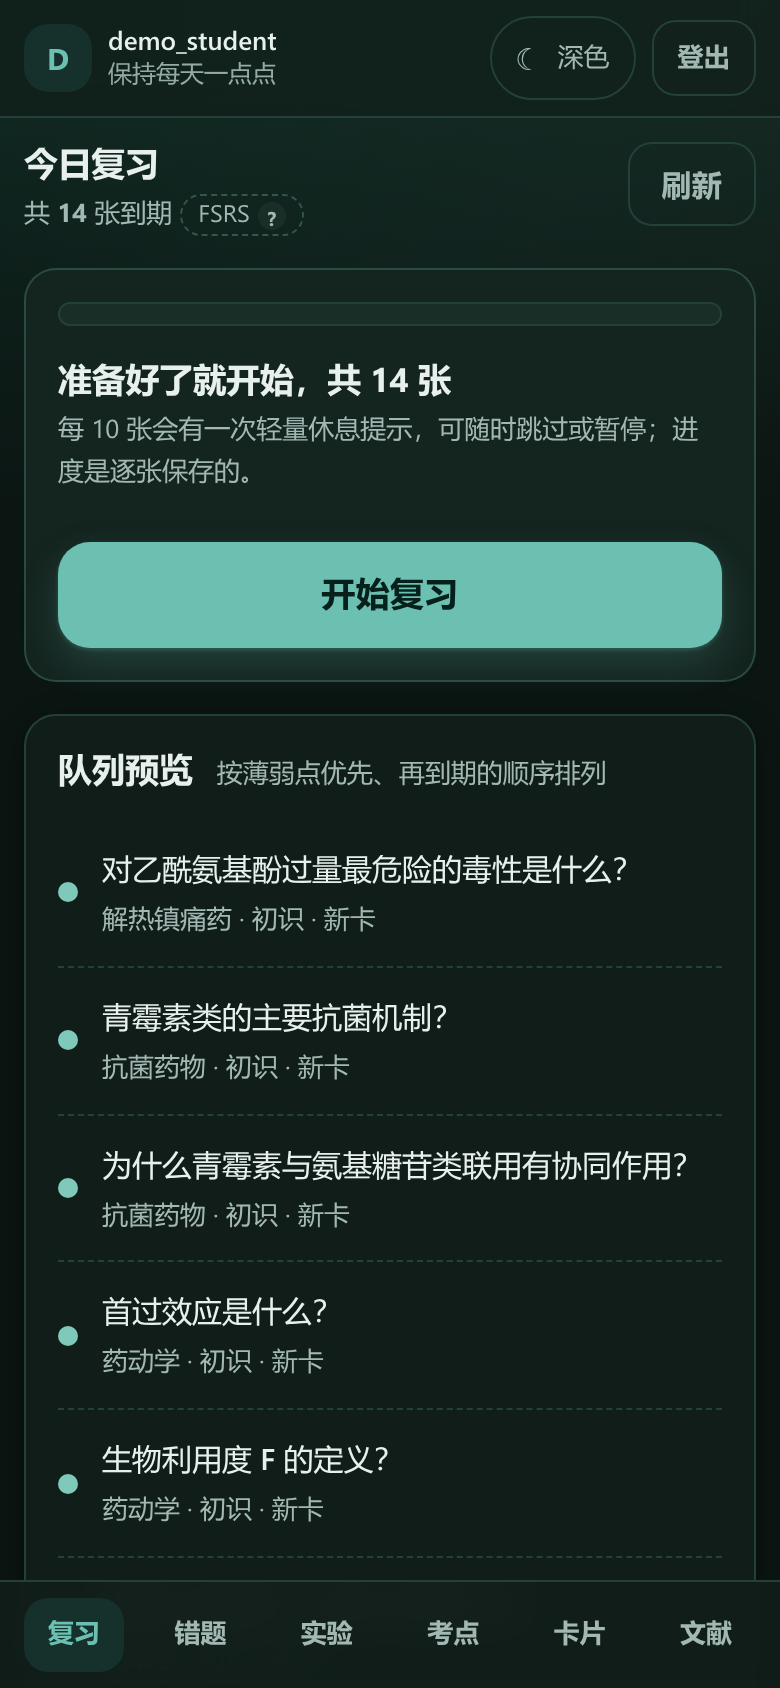 D
demo_student
保持每天一点点
深色
登出
今日复习
共 14 张到期
FSRS ?
刷新
准备好了就开始，共 14 张
每 10 张会有一次轻量休息提示，可随时跳过或暂停；进
度是逐张保存的。
开始复习
队列预览 按薄弱点优先、再到期的顺序排列
对乙酰氨基酚过量最危险的毒性是什么？
解热镇痛药 · 初识 · 新卡
青霉素类的主要抗菌机制？
抗菌药物 · 初识 · 新卡
为什么青霉素与氨基糖苷类联用有协同作用？
抗菌药物 · 初识 · 新卡
首过效应是什么？
药动学 · 初识 · 新卡
生物利用度 F 的定义？
药动学 · 初识 · 新卡
复习
错题
实验
考点
卡片
文献